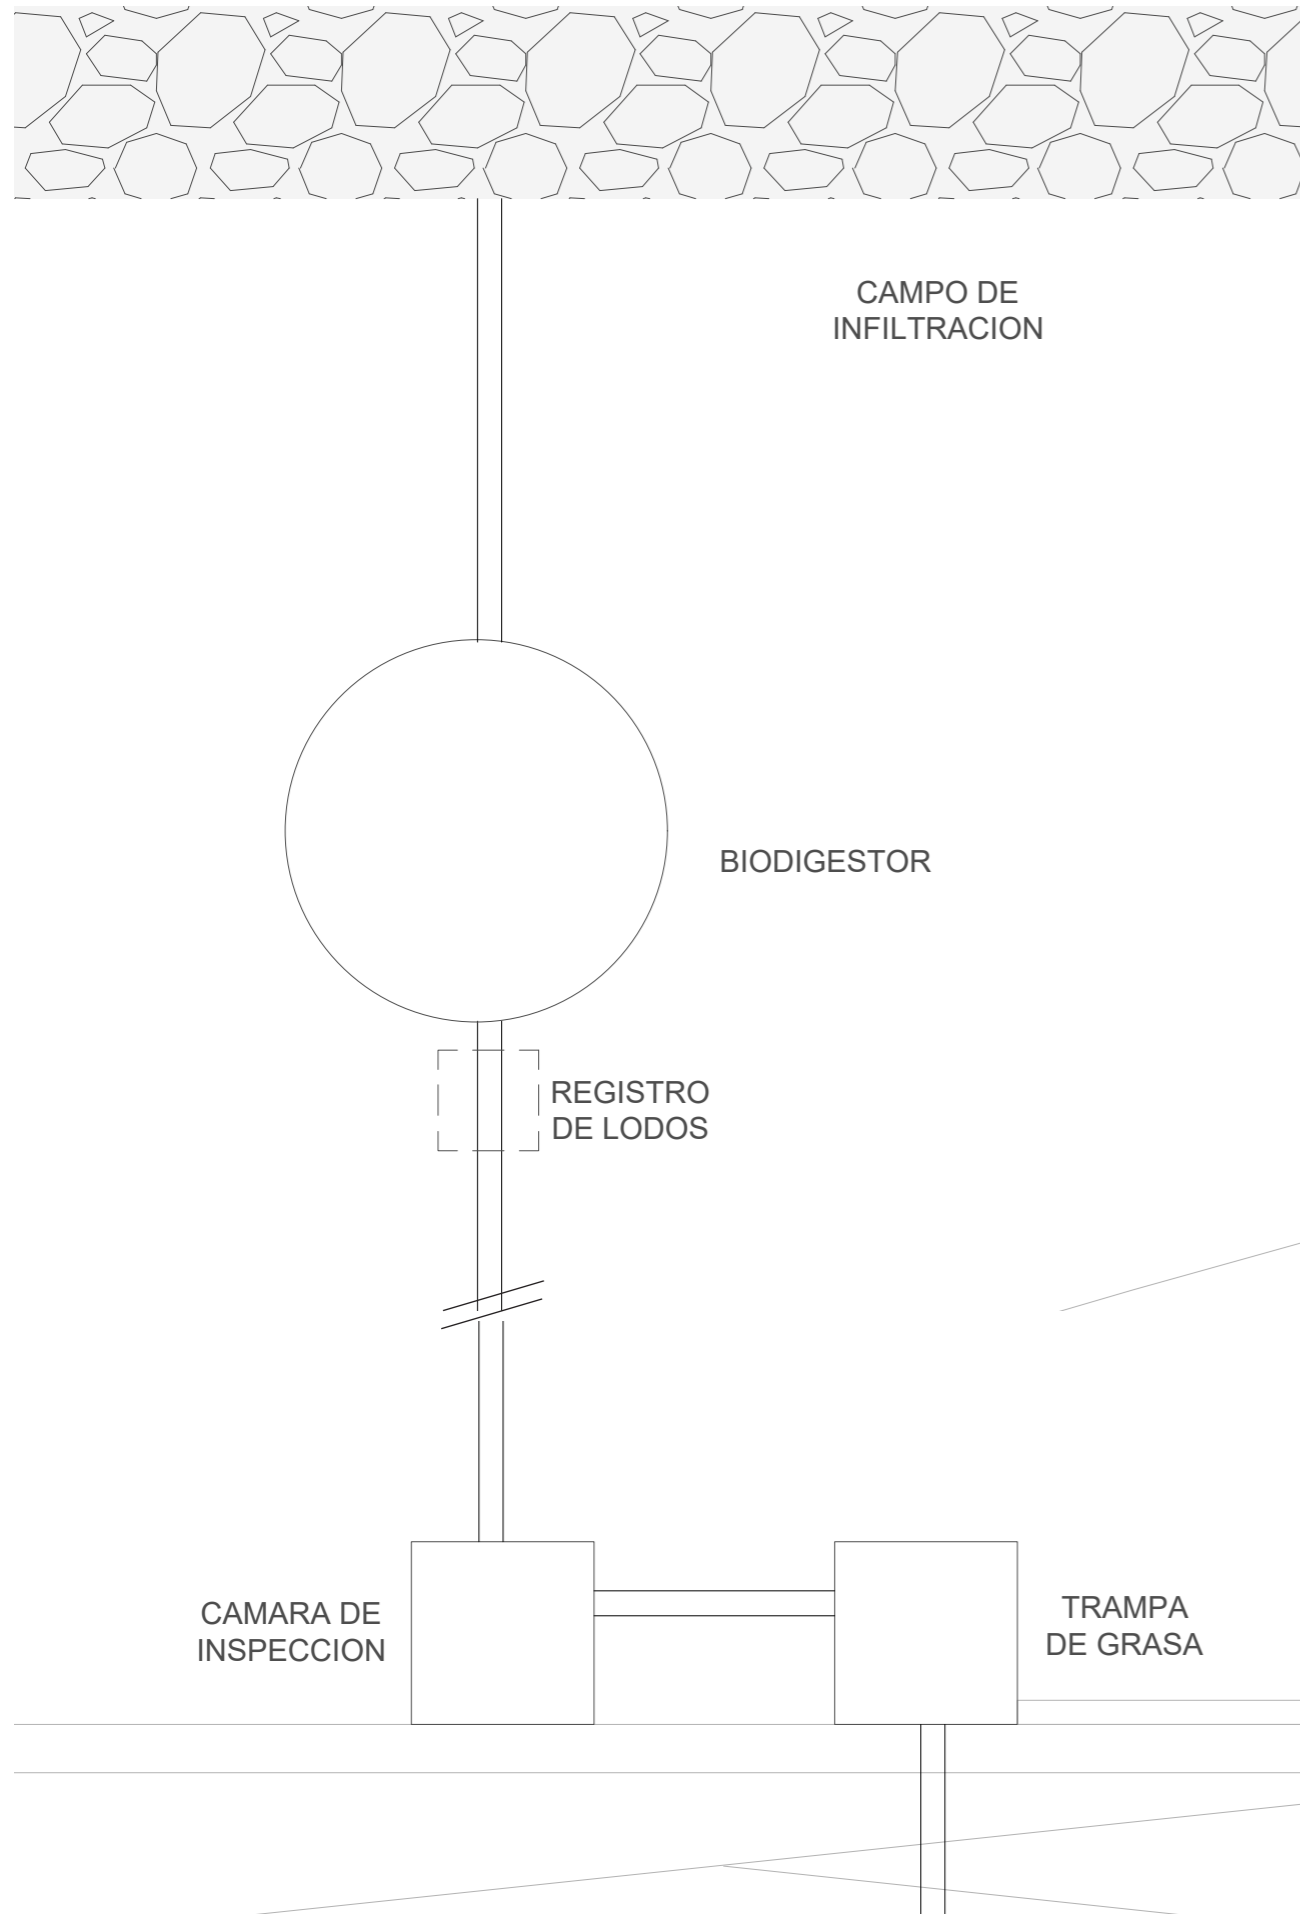 CAMPO DE
INFILTRACION
BIODIGESTOR
REGISTRO
DE LODOS
CAMARA DE
INSPECCION
TRAMPA
DE GRASA